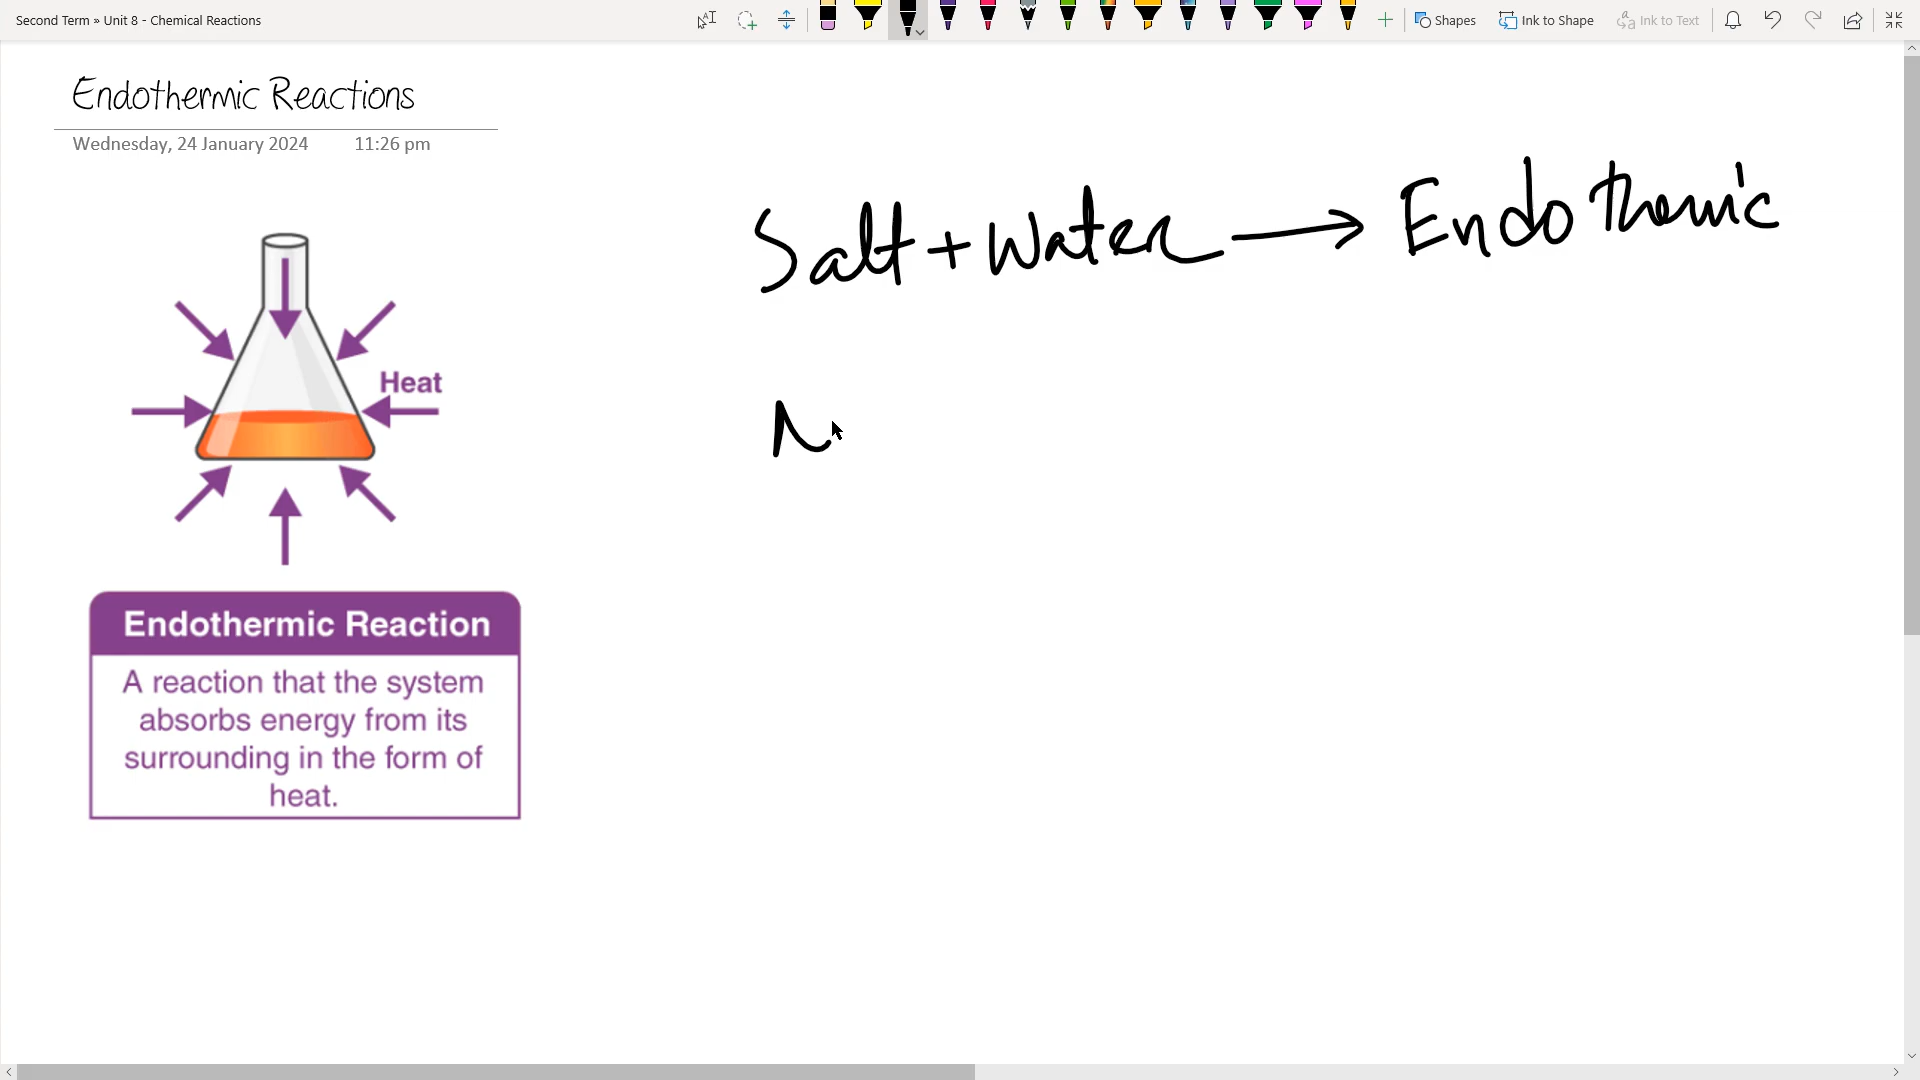 Second Term » Unit 8 - Chemical Reactions
Shapes
Ink to Shape
Ink to Text
Endothermic Reactions
Wednesday, 24 January 2024 11:26 pm
Salt + Water → Endothermic
Heat
Endothermic Reaction
A reaction that the system
absorbs energy from its
surrounding in the form of
heat.